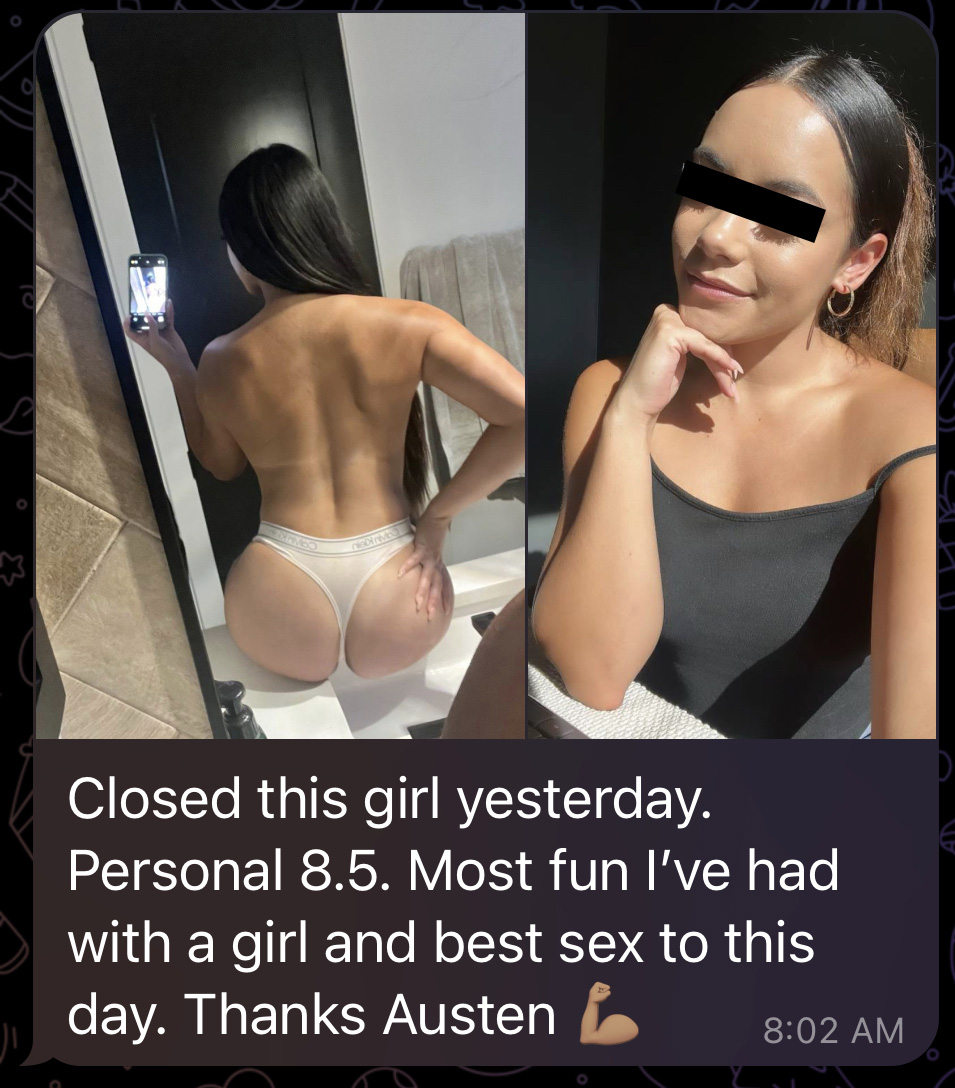 Closed this girl yesterday.
Personal 8.5. Most fun I’ve had
with a girl and best sex to this
day. Thanks Austen 💪🏽
8:02 AM